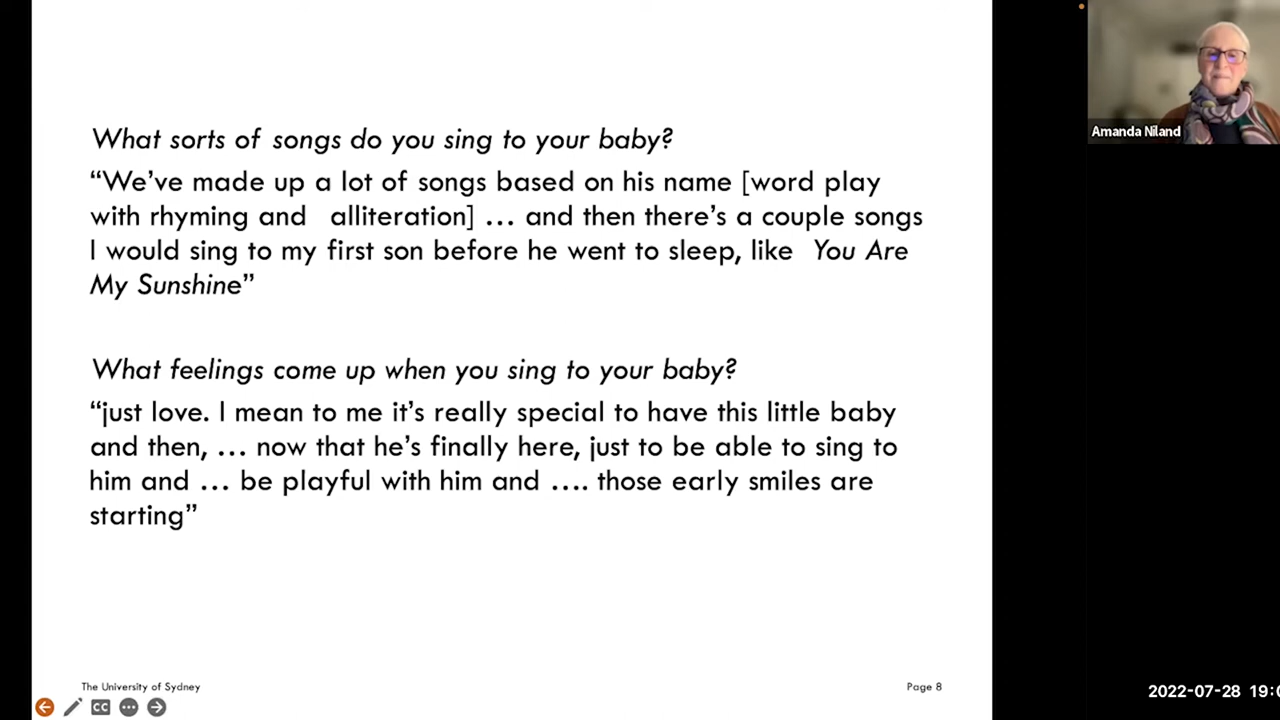 What sorts of songs do you sing to your baby?
“We’ve made up a lot of songs based on his name [word play
with rhyming and alliteration] … and then there’s a couple songs
I would sing to my first son before he went to sleep, like You Are
My Sunshine”
What feelings come up when you sing to your baby?
“just love. I mean to me it’s really special to have this little baby
and then, … now that he’s finally here, just to be able to sing to
him and … be playful with him and …. those early smiles are
starting”
The University of Sydney
Page 8
CC
Amanda Niland
2022-07-28 19:0